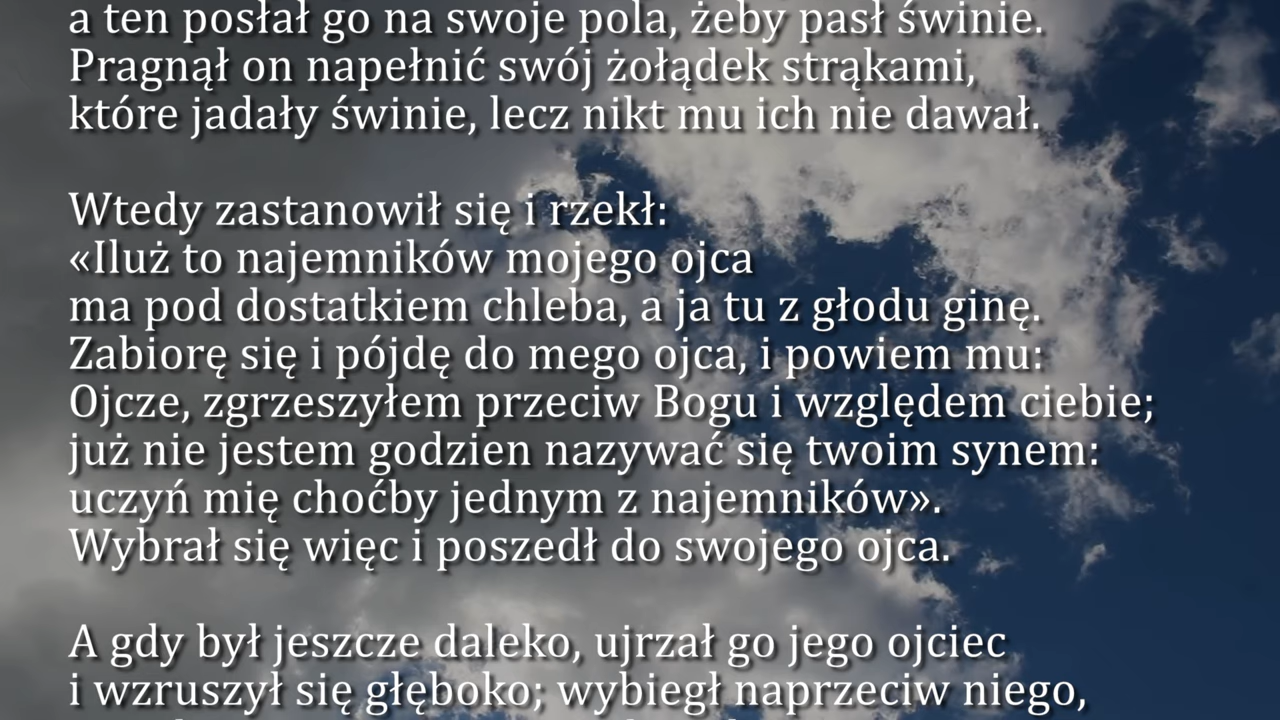 a ten posłał go na swoje pola, żeby pasł świnie.
Pragnął on napełnić swój żołądek strąkami,
które jadały świnie, lecz nikt mu ich nie dawał.
Wtedy zastanowił się i rzekł:
«Iluż to najemników mojego ojca
ma pod dostatkiem chleba, a ja tu z głodu ginę.
Zabiorę się i pójdę do mego ojca, i powiem mu:
Ojcze, zgrzeszyłem przeciw Bogu i względem ciebie;
już nie jestem godzien nazywać się twoim synem:
uczyń mię choćby jednym z najemników».
Wybrał się więc i poszedł do swojego ojca.
A gdy był jeszcze daleko, ujrzał go jego ojciec
i wzruszył się głęboko; wybiegł naprzeciw niego,